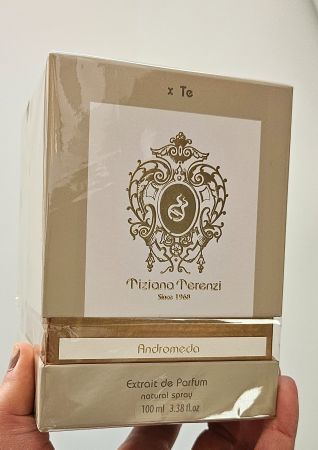 x Te
Tiziana Terenzi
Since 1968
Andromeda
Extrait de Parfum
natural spray
100 ml 3.38 fl.oz